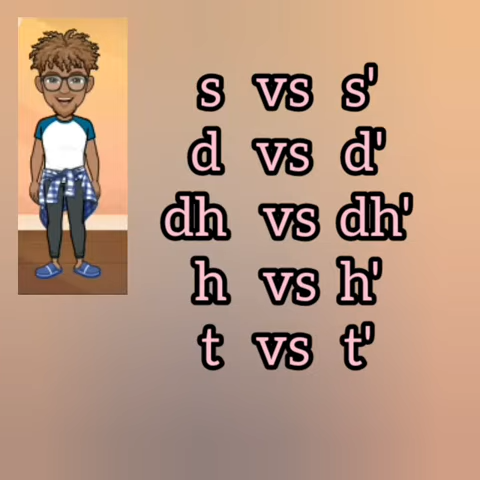 s vs s'
d vs d'
dh vs dh'
h vs h'
t vs t'